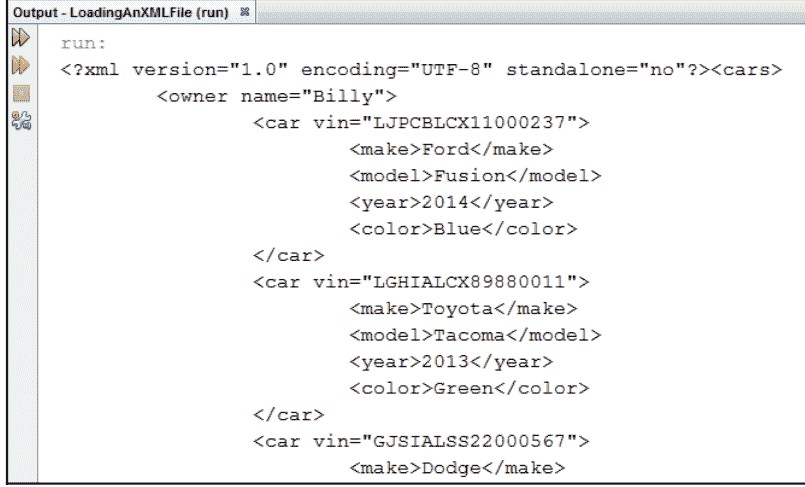 Output - LoadingAnXMLFile (run)
run:
<?xml version="1.0" encoding="UTF-8" standalone="no"?><cars>
<owner name="Billy">
<car vin="LJPCBLCX11000237">
<make>Ford</make>
<model>Fusion</model>
<year>2014</year>
<color>Blue</color>
</car>
<car vin="LGHIALCX89880011">
<make>Toyota</make>
<model>Tacoma</model>
<year>2013</year>
<color>Green</color>
</car>
<car vin="GJSIALSS22000567">
<make>Dodge</make>